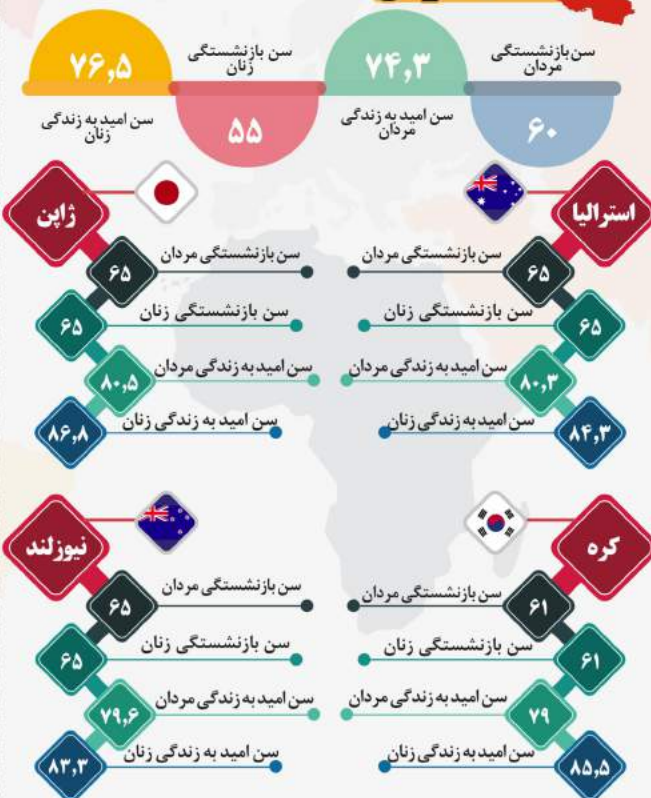 سن بازنشستگی
مردان
۶۰
۷۴,۳
سن امید به زندگی
مردان
سن بازنشستگی
زنان
۵۵
۷۶,۵
سن امید به زندگی
زنان
استرالیا
سن بازنشستگی مردان
۶۵
سن بازنشستگی زنان
۶۵
سن امید به زندگی مردان
۸۰,۳
سن امید به زندگی زنان
۸۴,۳
ژاپن
سن بازنشستگی مردان
۶۵
سن بازنشستگی زنان
۶۵
سن امید به زندگی مردان
۸۰,۵
سن امید به زندگی زنان
۸۶,۸
کره
سن بازنشستگی مردان
۶۱
سن بازنشستگی زنان
۶۱
سن امید به زندگی مردان
۷۹
سن امید به زندگی زنان
۸۵,۵
نیوزلند
سن بازنشستگی مردان
۶۵
سن بازنشستگی زنان
۶۵
سن امید به زندگی مردان
۷۹,۶
سن امید به زندگی زنان
۸۳,۳